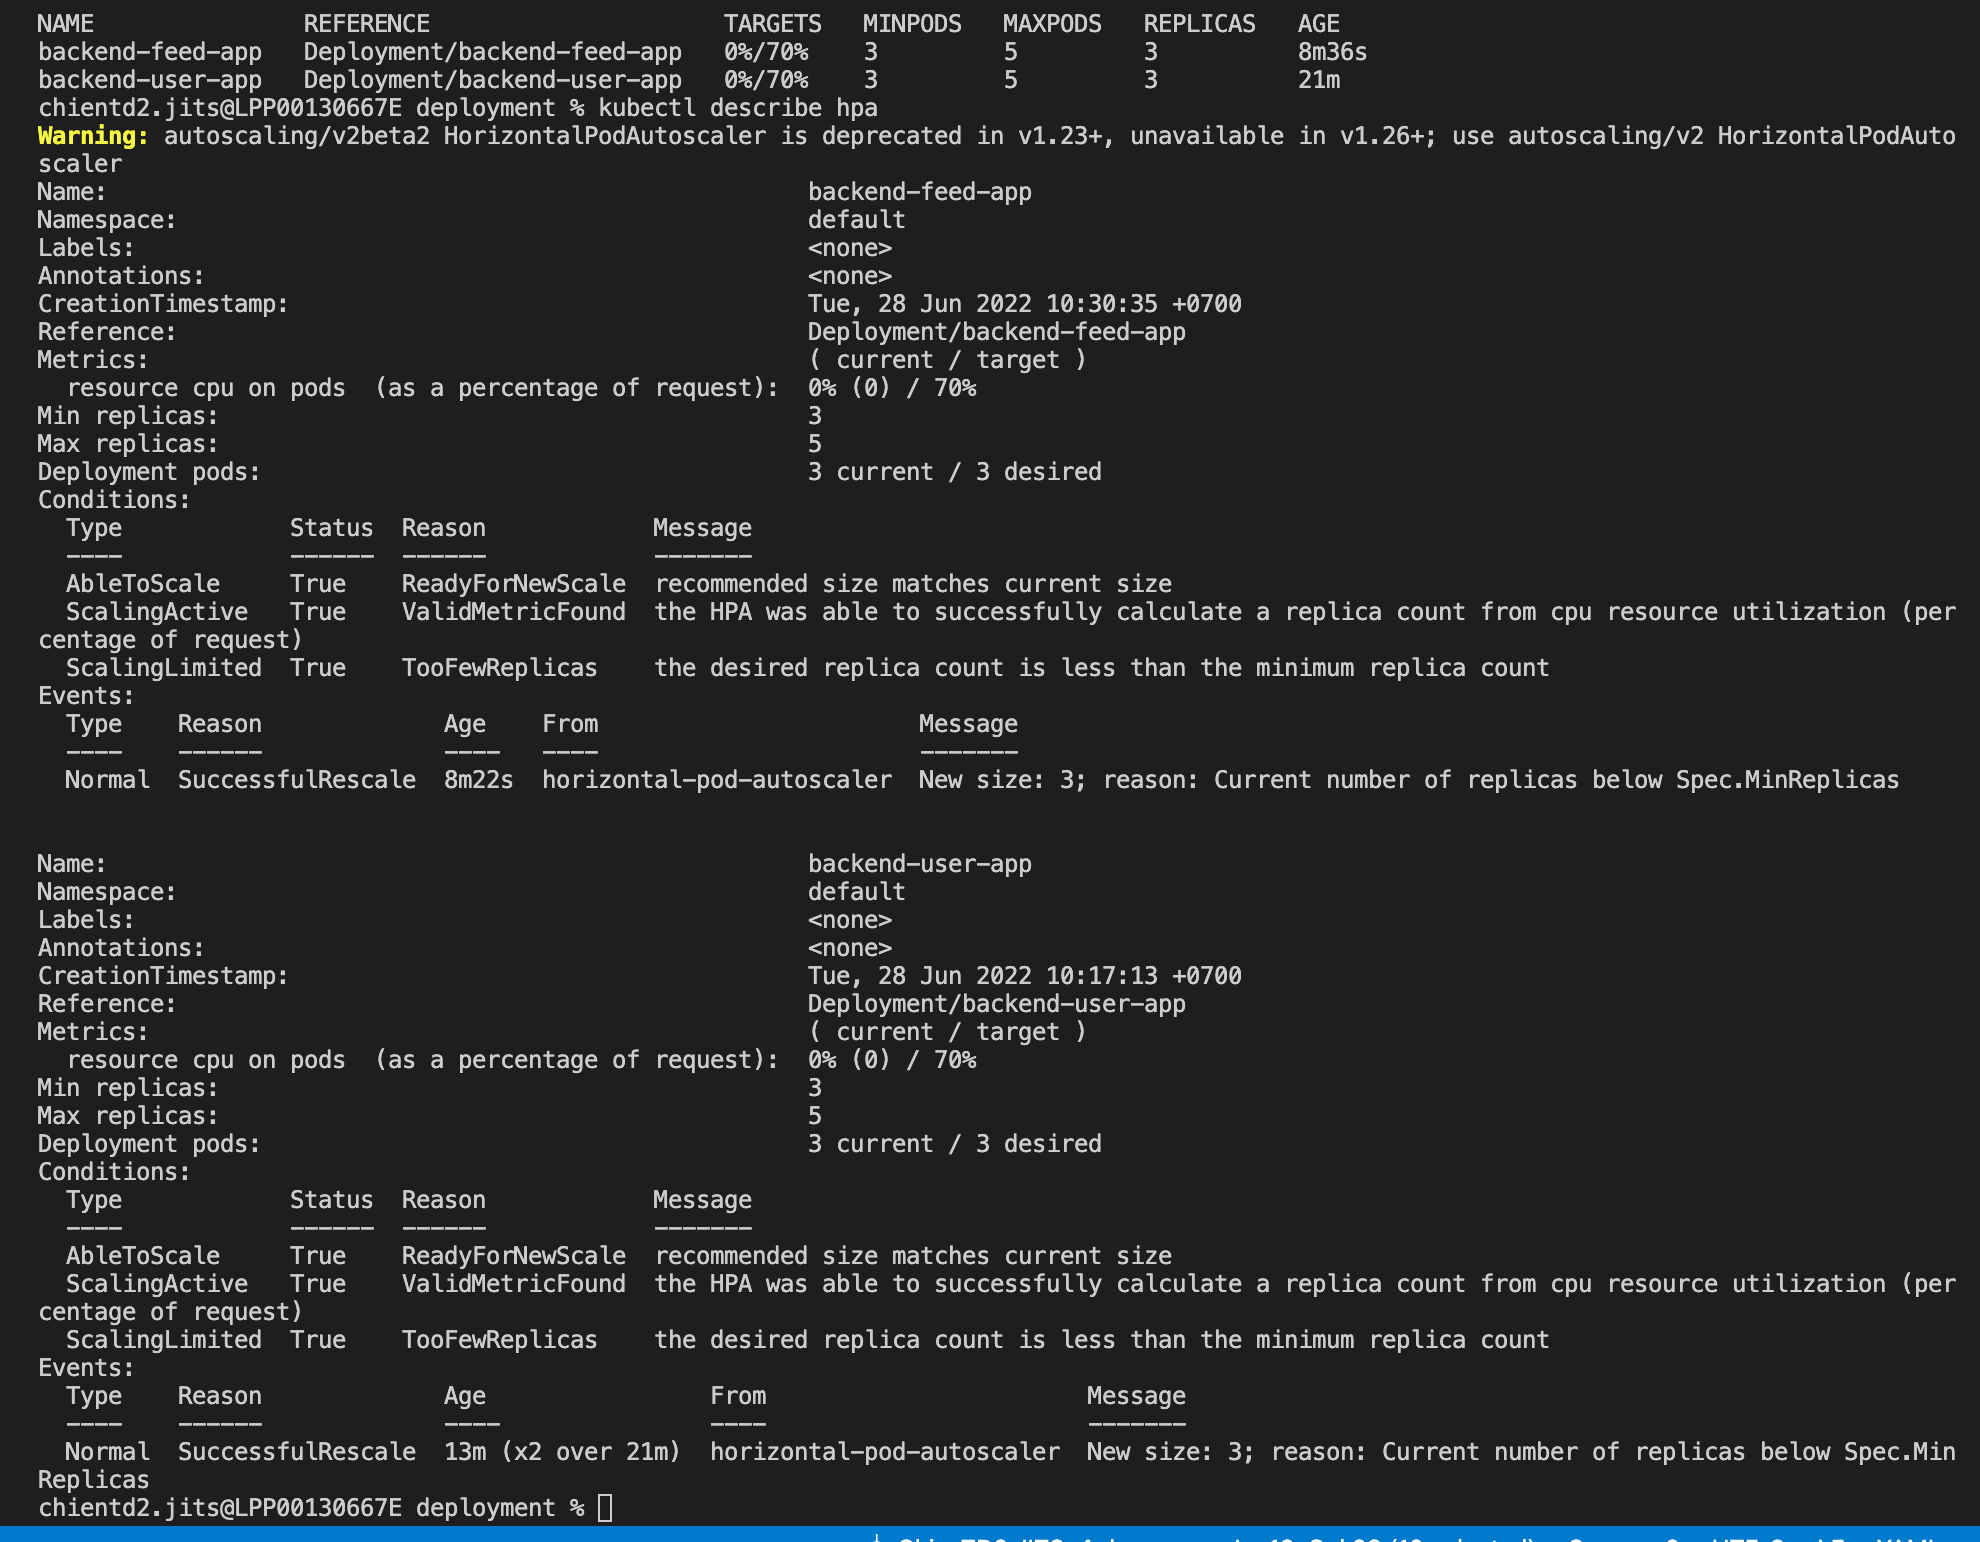 NAME REFERENCE TARGETS MINPODS MAXPODS REPLICAS AGE
backend-feed-app Deployment/backend-feed-app 0%/70% 3 5 3 8m36s
backend-user-app Deployment/backend-user-app 0%/70% 3 5 3 21m
chientd2.jits@LPP00130667E deployment % kubectl describe hpa
Warning: autoscaling/v2beta2 HorizontalPodAutoscaler is deprecated in v1.23+, unavailable in v1.26+; use autoscaling/v2 HorizontalPodAuto
scaler
Name: backend-feed-app
Namespace: default
Labels: <none>
Annotations: <none>
CreationTimestamp: Tue, 28 Jun 2022 10:30:35 +0700
Reference: Deployment/backend-feed-app
Metrics: ( current / target )
resource cpu on pods (as a percentage of request): 0% (0) / 70%
Min replicas: 3
Max replicas: 5
Deployment pods: 3 current / 3 desired
Conditions:
Type Status Reason Message
---- ------ ------ -------
AbleToScale True ReadyForNewScale recommended size matches current size
ScalingActive True ValidMetricFound the HPA was able to successfully calculate a replica count from cpu resource utilization (per
centage of request)
ScalingLimited True TooFewReplicas the desired replica count is less than the minimum replica count
Events:
Type Reason Age From Message
---- ------ ---- ---- -------
Normal SuccessfulRescale 8m22s horizontal-pod-autoscaler New size: 3; reason: Current number of replicas below Spec.MinReplicas
Name: backend-user-app
Namespace: default
Labels: <none>
Annotations: <none>
CreationTimestamp: Tue, 28 Jun 2022 10:17:13 +0700
Reference: Deployment/backend-user-app
Metrics: ( current / target )
resource cpu on pods (as a percentage of request): 0% (0) / 70%
Min replicas: 3
Max replicas: 5
Deployment pods: 3 current / 3 desired
Conditions:
Type Status Reason Message
---- ------ ------ -------
AbleToScale True ReadyForNewScale recommended size matches current size
ScalingActive True ValidMetricFound the HPA was able to successfully calculate a replica count from cpu resource utilization (per
centage of request)
ScalingLimited True TooFewReplicas the desired replica count is less than the minimum replica count
Events:
Type Reason Age From Message
---- ------ ---- ---- -------
Normal SuccessfulRescale 13m (x2 over 21m) horizontal-pod-autoscaler New size: 3; reason: Current number of replicas below Spec.Min
Replicas
chientd2.jits@LPP00130667E deployment %